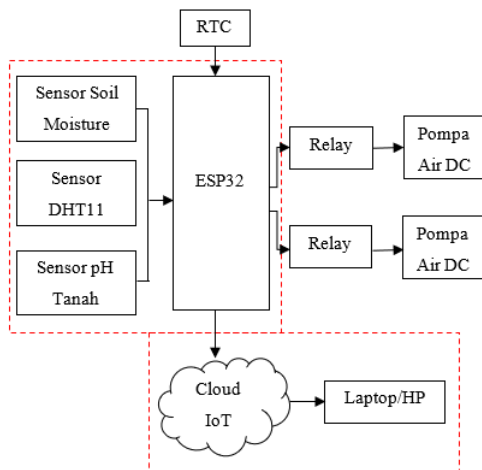 RTC
Sensor Soil
Moisture
Sensor
DHT11
Sensor pH
Tanah
ESP32
Relay
Pompa
Air DC
Relay
Pompa
Air DC
Cloud
IoT
Laptop/HP